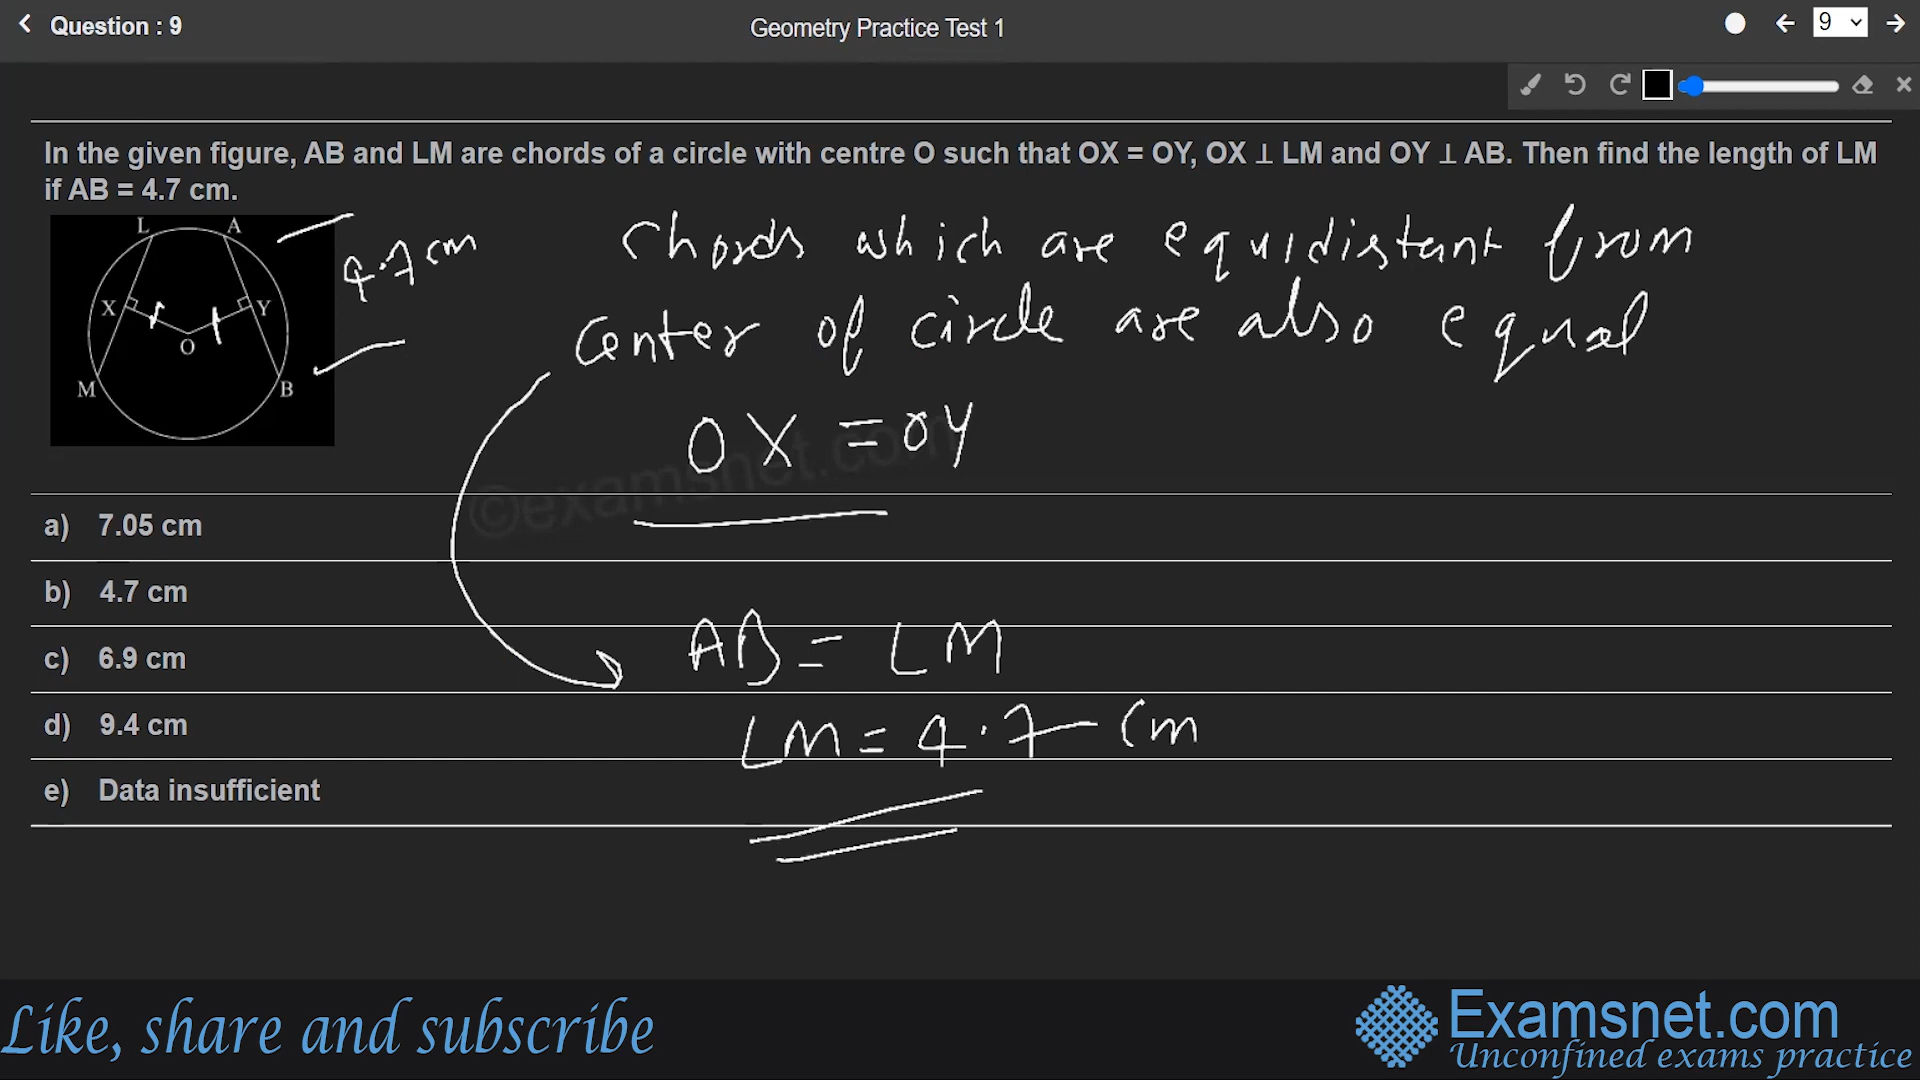 Question : 9
Geometry Practice Test 1
9
In the given figure, AB and LM are chords of a circle with centre O such that OX = OY, OX ⊥ LM and OY ⊥ AB. Then find the length of LM
if AB = 4.7 cm.
L A
X Y
O
M B
4.7 cm
Chords which are equidistant from
center of circle are also equal
OX = OY
©examsnet.com
a) 7.05 cm
b) 4.7 cm
c) 6.9 cm
d) 9.4 cm
e) Data insufficient
AB = LM
LM = 4.7 cm
Like, share and subscribe
Examsnet.com
Unconfined exams practice